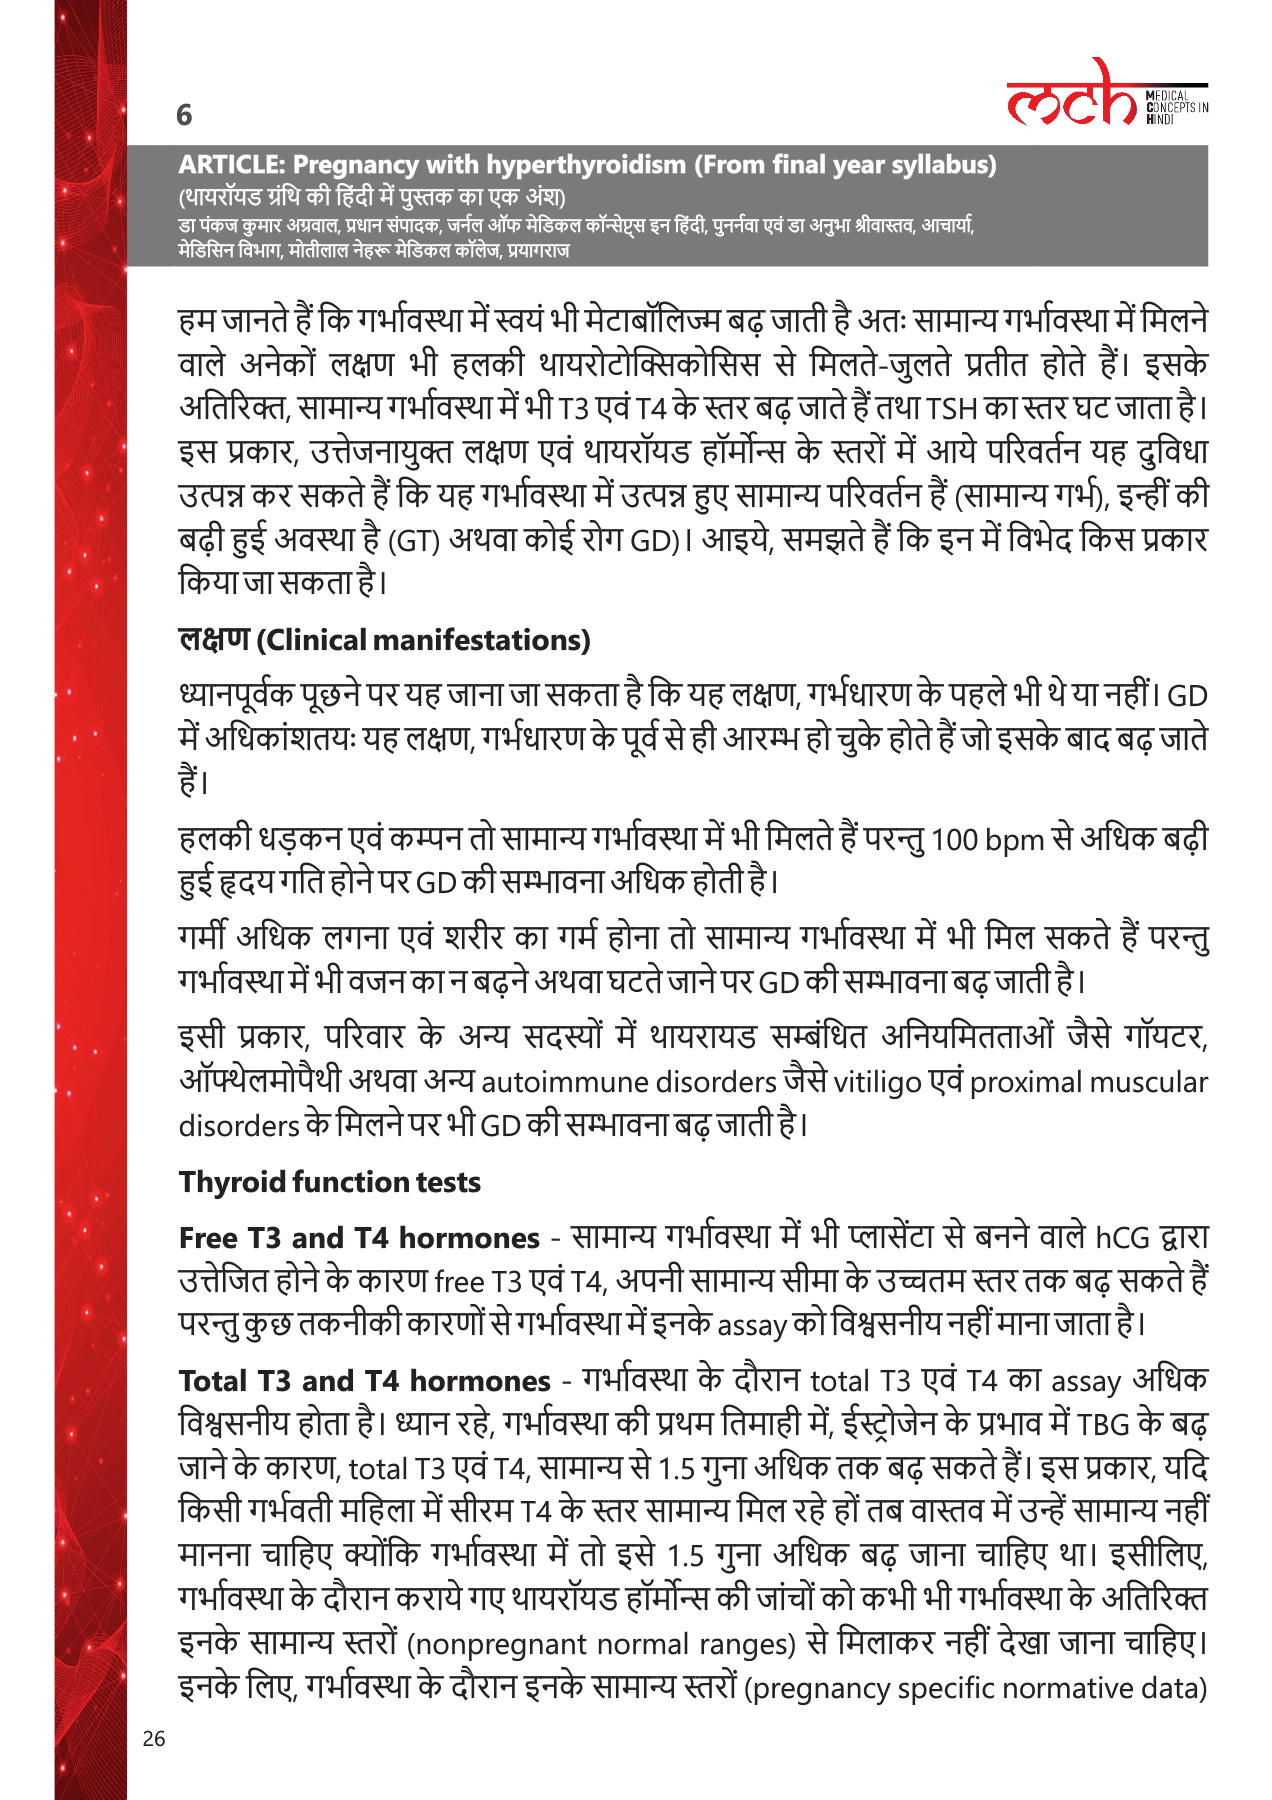 6
mch MEDICAL CONCEPTS IN HINDI
ARTICLE: Pregnancy with hyperthyroidism (From final year syllabus)
(थायरॉयड ग्रंथि की हिंदी में पुस्तक का एक अंश)
डा पंकज कुमार अग्रवाल, प्रधान संपादक, जर्नल ऑफ मेडिकल कॉन्सेप्ट्स इन हिंदी, पुनर्नवा एवं डा अनुभा श्रीवास्तव, आचार्या,
मेडिसिन विभाग, मोतीलाल नेहरू मेडिकल कॉलेज, प्रयागराज
हम जानते हैं कि गर्भावस्था में स्वयं भी मेटाबॉलिज्म बढ़ जाती है अतः सामान्य गर्भावस्था में मिलने
वाले अनेकों लक्षण भी हलकी थायरोटोक्सिकोसिस से मिलते-जुलते प्रतीत होते हैं। इसके
अतिरिक्त, सामान्य गर्भावस्था में भी T3 एवं T4 के स्तर बढ़ जाते हैं तथा TSH का स्तर घट जाता है।
इस प्रकार, उत्तेजनायुक्त लक्षण एवं थायरॉयड हॉर्मोन्स के स्तरों में आये परिवर्तन यह दुविधा
उत्पन्न कर सकते हैं कि यह गर्भावस्था में उत्पन्न हुए सामान्य परिवर्तन हैं (सामान्य गर्भ), इन्हीं की
बढ़ी हुई अवस्था है (GT) अथवा कोई रोग GD)। आइये, समझते हैं कि इन में विभेद किस प्रकार
किया जा सकता है।
लक्षण (Clinical manifestations)
ध्यानपूर्वक पूछने पर यह जाना जा सकता है कि यह लक्षण, गर्भधारण के पहले भी थे या नहीं। GD
में अधिकांशतयः यह लक्षण, गर्भधारण के पूर्व से ही आरम्भ हो चुके होते हैं जो इसके बाद बढ़ जाते
हैं।
हलकी धड़कन एवं कम्पन तो सामान्य गर्भावस्था में भी मिलते हैं परन्तु 100 bpm से अधिक बढ़ी
हुई हृदय गति होने पर GD की सम्भावना अधिक होती है।
गर्मी अधिक लगना एवं शरीर का गर्म होना तो सामान्य गर्भावस्था में भी मिल सकते हैं परन्तु
गर्भावस्था में भी वजन का न बढ़ने अथवा घटते जाने पर GD की सम्भावना बढ़ जाती है।
इसी प्रकार, परिवार के अन्य सदस्यों में थायरायड सम्बंधित अनियमितताओं जैसे गॉयटर,
ऑफ्थेलमोपैथी अथवा अन्य autoimmune disorders जैसे vitiligo एवं proximal muscular
disorders के मिलने पर भी GD की सम्भावना बढ़ जाती है।
Thyroid function tests
Free T3 and T4 hormones - सामान्य गर्भावस्था में भी प्लासेंटा से बनने वाले hCG द्वारा
उत्तेजित होने के कारण free T3 एवं T4, अपनी सामान्य सीमा के उच्चतम स्तर तक बढ़ सकते हैं
परन्तु कुछ तकनीकी कारणों से गर्भावस्था में इनके assay को विश्वसनीय नहीं माना जाता है।
Total T3 and T4 hormones - गर्भावस्था के दौरान total T3 एवं T4 का assay अधिक
विश्वसनीय होता है। ध्यान रहे, गर्भावस्था की प्रथम तिमाही में, ईस्ट्रोजेन के प्रभाव में TBG के बढ़
जाने के कारण, total T3 एवं T4, सामान्य से 1.5 गुना अधिक तक बढ़ सकते हैं। इस प्रकार, यदि
किसी गर्भवती महिला में सीरम T4 के स्तर सामान्य मिल रहे हों तब वास्तव में उन्हें सामान्य नहीं
मानना चाहिए क्योंकि गर्भावस्था में तो इसे 1.5 गुना अधिक बढ़ जाना चाहिए था। इसीलिए,
गर्भावस्था के दौरान कराये गए थायरॉयड हॉर्मोन्स की जांचों को कभी भी गर्भावस्था के अतिरिक्त
इनके सामान्य स्तरों (nonpregnant normal ranges) से मिलाकर नहीं देखा जाना चाहिए।
इनके लिए, गर्भावस्था के दौरान इनके सामान्य स्तरों (pregnancy specific normative data)
26